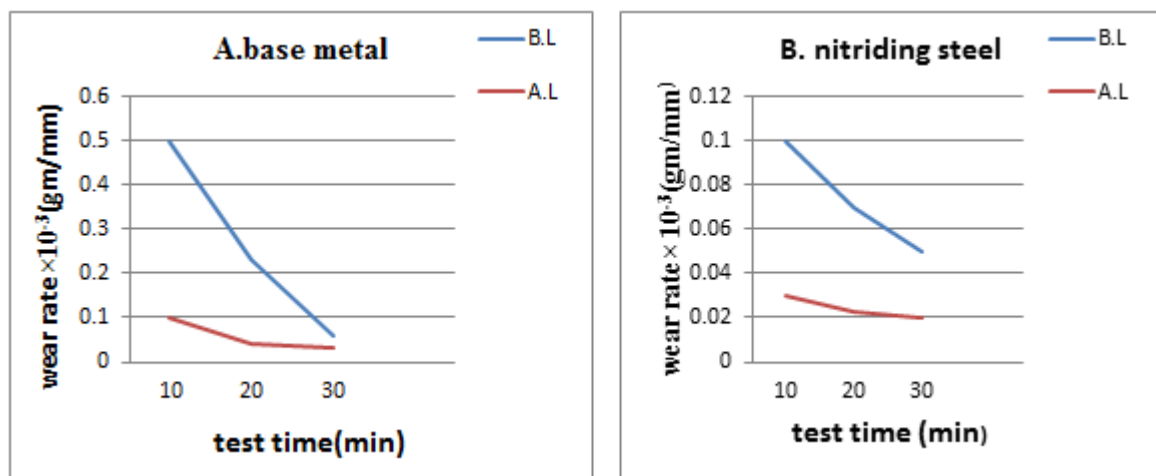 A.base metal
B.L
A.L
wear rate×10⁻³(gm/mm)
0.6
0.5
0.4
0.3
0.2
0.1
0
10 20 30
test time(min)
B. nitriding steel
B.L
A.L
wear rate× 10⁻³(gm/mm)
0.12
0.1
0.08
0.06
0.04
0.02
0
10 20 30
test time (min)